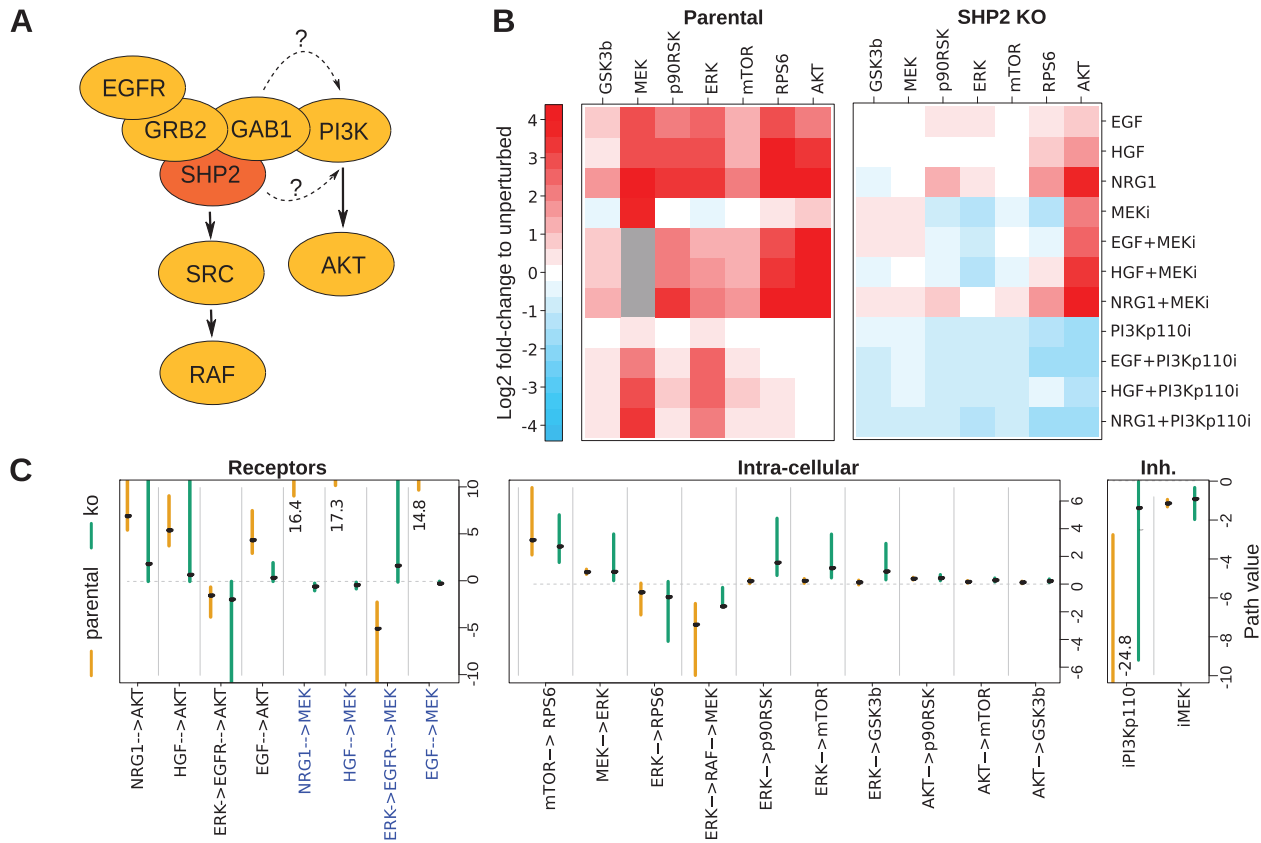 A
?
EGFR
GRB2
GAB1
PI3K
SHP2
?
SRC
AKT
RAF
B
Parental
SHP2 KO
GSK3b
MEK
p90RSK
ERK
mTOR
RPS6
AKT
GSK3b
MEK
p90RSK
ERK
mTOR
RPS6
AKT
Log2 fold-change to unperturbed
4
3
2
1
0
-1
-2
-3
-4
EGF
HGF
NRG1
MEKi
EGF+MEKi
HGF+MEKi
NRG1+MEKi
PI3Kp110i
EGF+PI3Kp110i
HGF+PI3Kp110i
NRG1+PI3Kp110i
C
Receptors
Intra-cellular
Inh.
parental
ko
16.4
17.3
14.8
10
5
0
-5
-10
NRG1-->AKT
HGF-->AKT
ERK->EGFR-->AKT
EGF-->AKT
NRG1-->MEK
HGF-->MEK
ERK->EGFR-->MEK
EGF-->MEK
6
4
2
0
-2
-4
-6
mTOR—> RPS6
MEK—>ERK
ERK—>RPS6
ERK—>RAF—>MEK
ERK—>p90RSK
ERK—>mTOR
ERK—>GSK3b
AKT—>p90RSK
AKT—>mTOR
AKT—>GSK3b
-24.8
0
-2
-4
-6
-8
-10
Path value
iPI3Kp110
iMEK